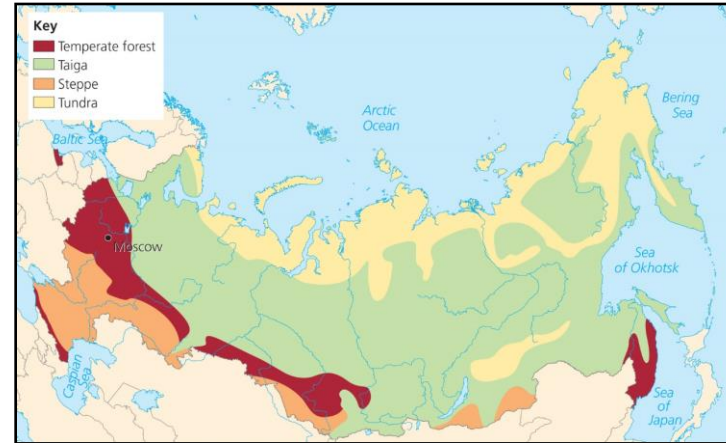 Key
Temperate forest
Taiga
Steppe
Tundra
Arctic
Ocean
Bering
Sea
Baltic Sea
Moscow
Sea
of Okhotsk
Caspian
Sea
Sea
of
Japan